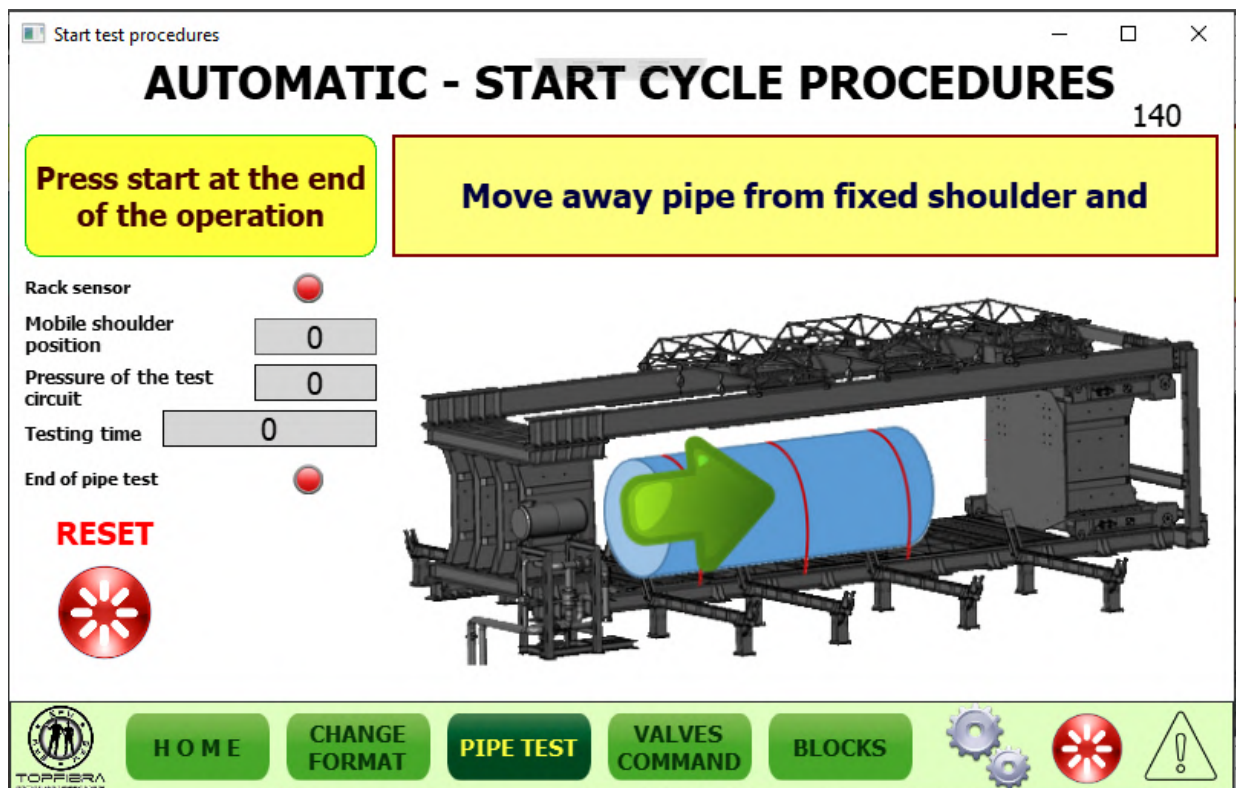 Start test procedures
AUTOMATIC - START CYCLE PROCEDURES
140
Press start at the end
of the operation
Move away pipe from fixed shoulder and
Rack sensor
Mobile shoulder
position
0
Pressure of the test
circuit
0
Testing time
0
End of pipe test
RESET
HOME
CHANGE
FORMAT
PIPE TEST
VALVES
COMMAND
BLOCKS
TOPFIBRA